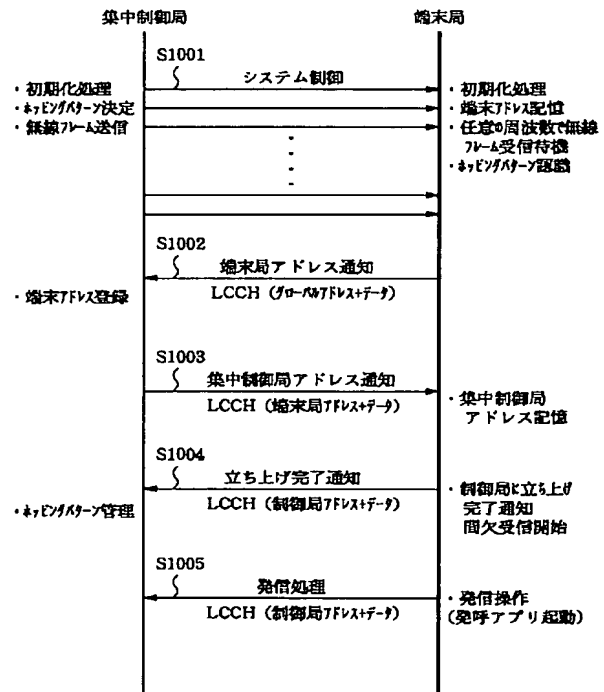 集中制御局
端末局
S1001
システム制御
・初期化処理
・ホッピングパターン決定
・無線フレーム送信
・初期化処理
・端末アドレス記憶
・任意の周波数で無線
フレーム受信待機
・ホッピングパターン認識
S1002
端末局アドレス通知
LCCH (グローバルアドレス+データ)
・端末アドレス登録
S1003
集中制御局アドレス通知
LCCH (端末局アドレス+データ)
・集中制御局
アドレス記憶
S1004
立ち上げ完了通知
LCCH (制御局アドレス+データ)
・ホッピングパターン管理
・制御局に立ち上げ
完了通知
間欠受信開始
S1005
発信処理
LCCH (制御局アドレス+データ)
・発信操作
(発呼アプリ起動)